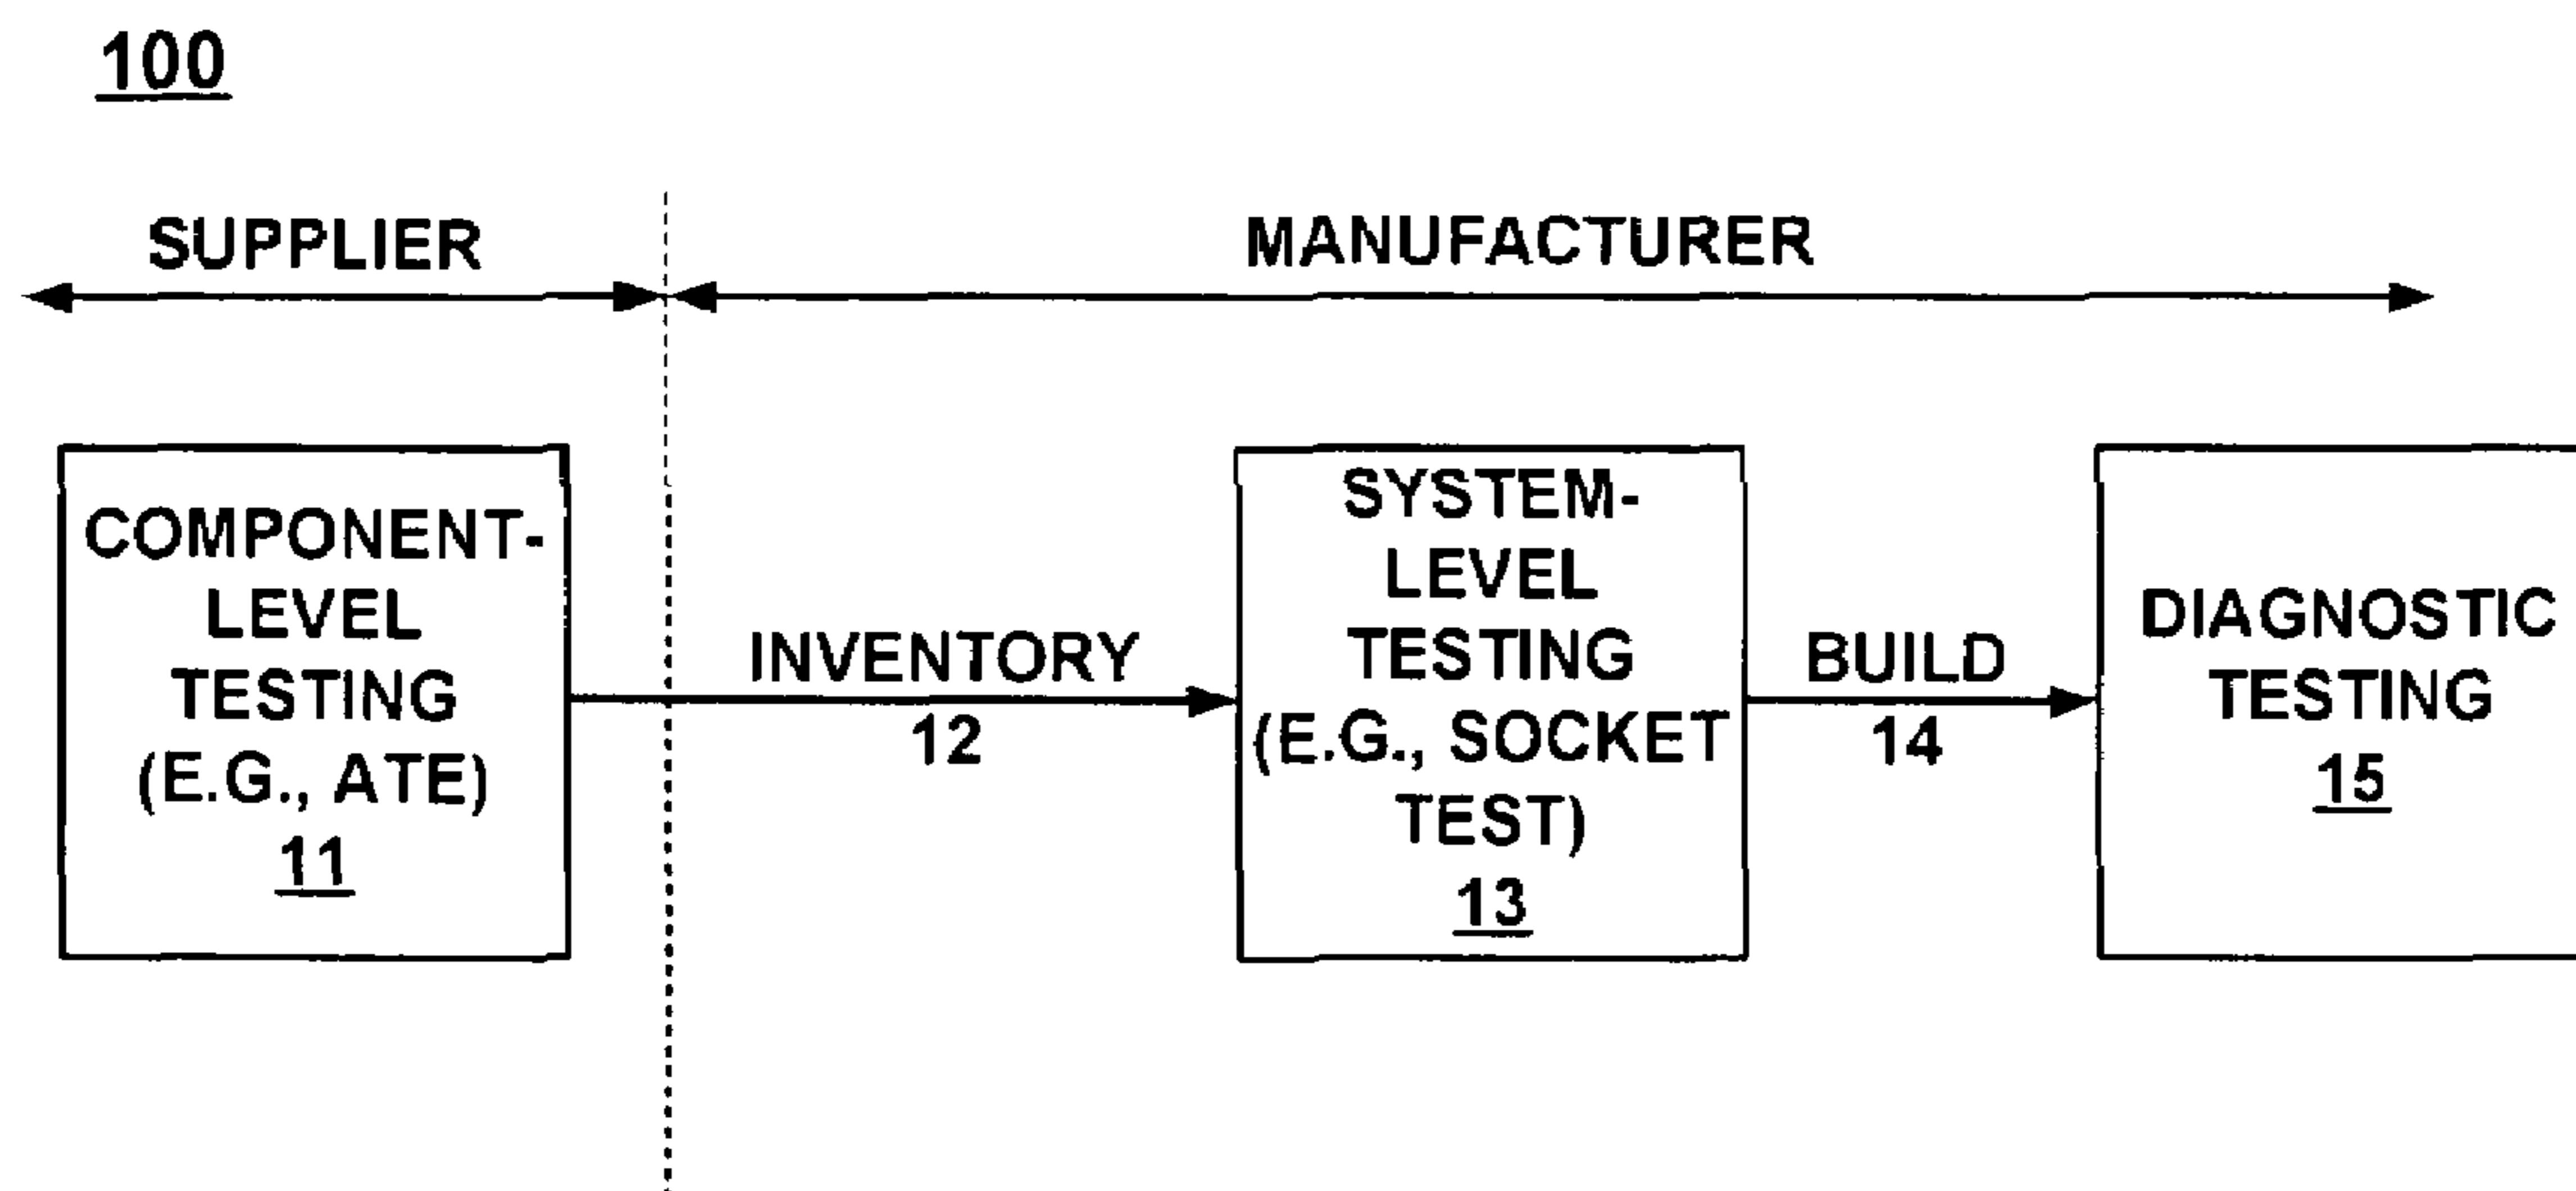 100
SUPPLIER
MANUFACTURER
COMPONENT-
LEVEL
TESTING
(E.G., ATE)
11
INVENTORY
12
SYSTEM-
LEVEL
TESTING
(E.G., SOCKET
TEST)
13
BUILD
14
DIAGNOSTIC
TESTING
15